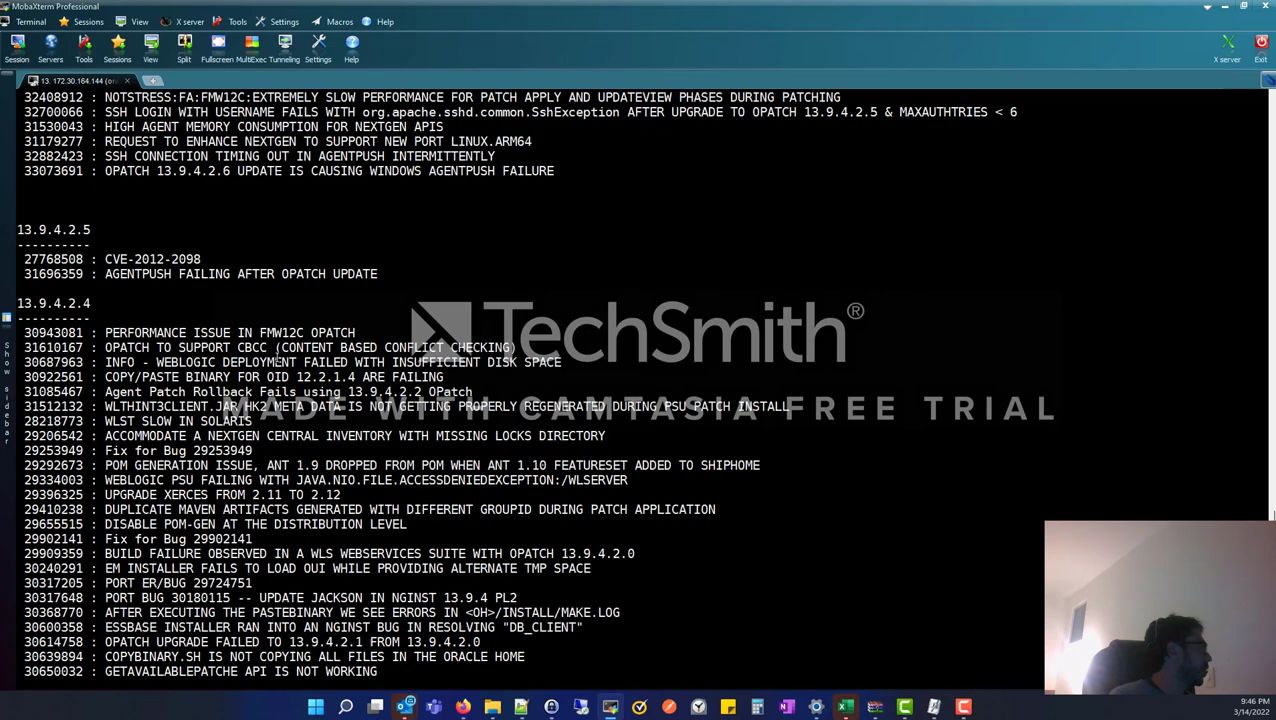 MobaXterm Professional
Terminal Sessions View X server Tools Settings Macros Help
Session Servers Tools Sessions View Split Fullscreen MultiExec Tunneling Settings Help X server Exit
13. 172.30.164.144 (or
32408912 : NOTSTRESS:FA:FMW12C:EXTREMELY SLOW PERFORMANCE FOR PATCH APPLY AND UPDATEVIEW PHASES DURING PATCHING
32700066 : SSH LOGIN WITH USERNAME FAILS WITH org.apache.sshd.common.SshException AFTER UPGRADE TO OPATCH 13.9.4.2.5 & MAXAUTHTRIES < 6
31530043 : HIGH AGENT MEMORY CONSUMPTION FOR NEXTGEN APIS
31179277 : REQUEST TO ENHANCE NEXTGEN TO SUPPORT NEW PORT LINUX.ARM64
32882423 : SSH CONNECTION TIMING OUT IN AGENTPUSH INTERMITTENTLY
33073691 : OPATCH 13.9.4.2.6 UPDATE IS CAUSING WINDOWS AGENTPUSH FAILURE
13.9.4.2.5
----------
27768508 : CVE-2012-2098
31696359 : AGENTPUSH FAILING AFTER OPATCH UPDATE
13.9.4.2.4
----------
30943081 : PERFORMANCE ISSUE IN FMW12C OPATCH
31610167 : OPATCH TO SUPPORT CBCC (CONTENT BASED CONFLICT CHECKING)
30687963 : INFO - WEBLOGIC DEPLOYMENT FAILED WITH INSUFFICIENT DISK SPACE
30922561 : COPY/PASTE BINARY FOR OID 12.2.1.4 ARE FAILING
31085467 : Agent Patch Rollback Fails using 13.9.4.2.2 OPatch
31512132 : WLTHINT3CLIENT.JAR HK2 META DATA IS NOT GETTING PROPERLY REGENERATED DURING PSU PATCH INSTALL
28218773 : WLST SLOW IN SOLARIS
29206542 : ACCOMMODATE A NEXTGEN CENTRAL INVENTORY WITH MISSING LOCKS DIRECTORY
29253949 : Fix for Bug 29253949
29292673 : POM GENERATION ISSUE, ANT 1.9 DROPPED FROM POM WHEN ANT 1.10 FEATURESET ADDED TO SHIPHOME
29334003 : WEBLOGIC PSU FAILING WITH JAVA.NIO.FILE.ACCESSDENIEDEXCEPTION:/WLSERVER
29396325 : UPGRADE XERCES FROM 2.11 TO 2.12
29410238 : DUPLICATE MAVEN ARTIFACTS GENERATED WITH DIFFERENT GROUPID DURING PATCH APPLICATION
29655515 : DISABLE POM-GEN AT THE DISTRIBUTION LEVEL
29902141 : Fix for Bug 29902141
29909359 : BUILD FAILURE OBSERVED IN A WLS WEBSERVICES SUITE WITH OPATCH 13.9.4.2.0
30240291 : EM INSTALLER FAILS TO LOAD OUI WHILE PROVIDING ALTERNATE TMP SPACE
30317205 : PORT ER/BUG 29724751
30317648 : PORT BUG 30180115 -- UPDATE JACKSON IN NGINST 13.9.4 PL2
30368770 : AFTER EXECUTING THE PASTEBINARY WE SEE ERRORS IN <OH>/INSTALL/MAKE.LOG
30600358 : ESSBASE INSTALLER RAN INTO AN NGINST BUG IN RESOLVING "DB_CLIENT"
30614758 : OPATCH UPGRADE FAILED TO 13.9.4.2.1 FROM 13.9.4.2.0
30639894 : COPYBINARY.SH IS NOT COPYING ALL FILES IN THE ORACLE HOME
30650032 : GETAVAILABLEPATCHE API IS NOT WORKING
Show sidebar
TechSmith®
MADE WITH CAMTASIA FREE TRIAL
9:46 PM
3/14/2022